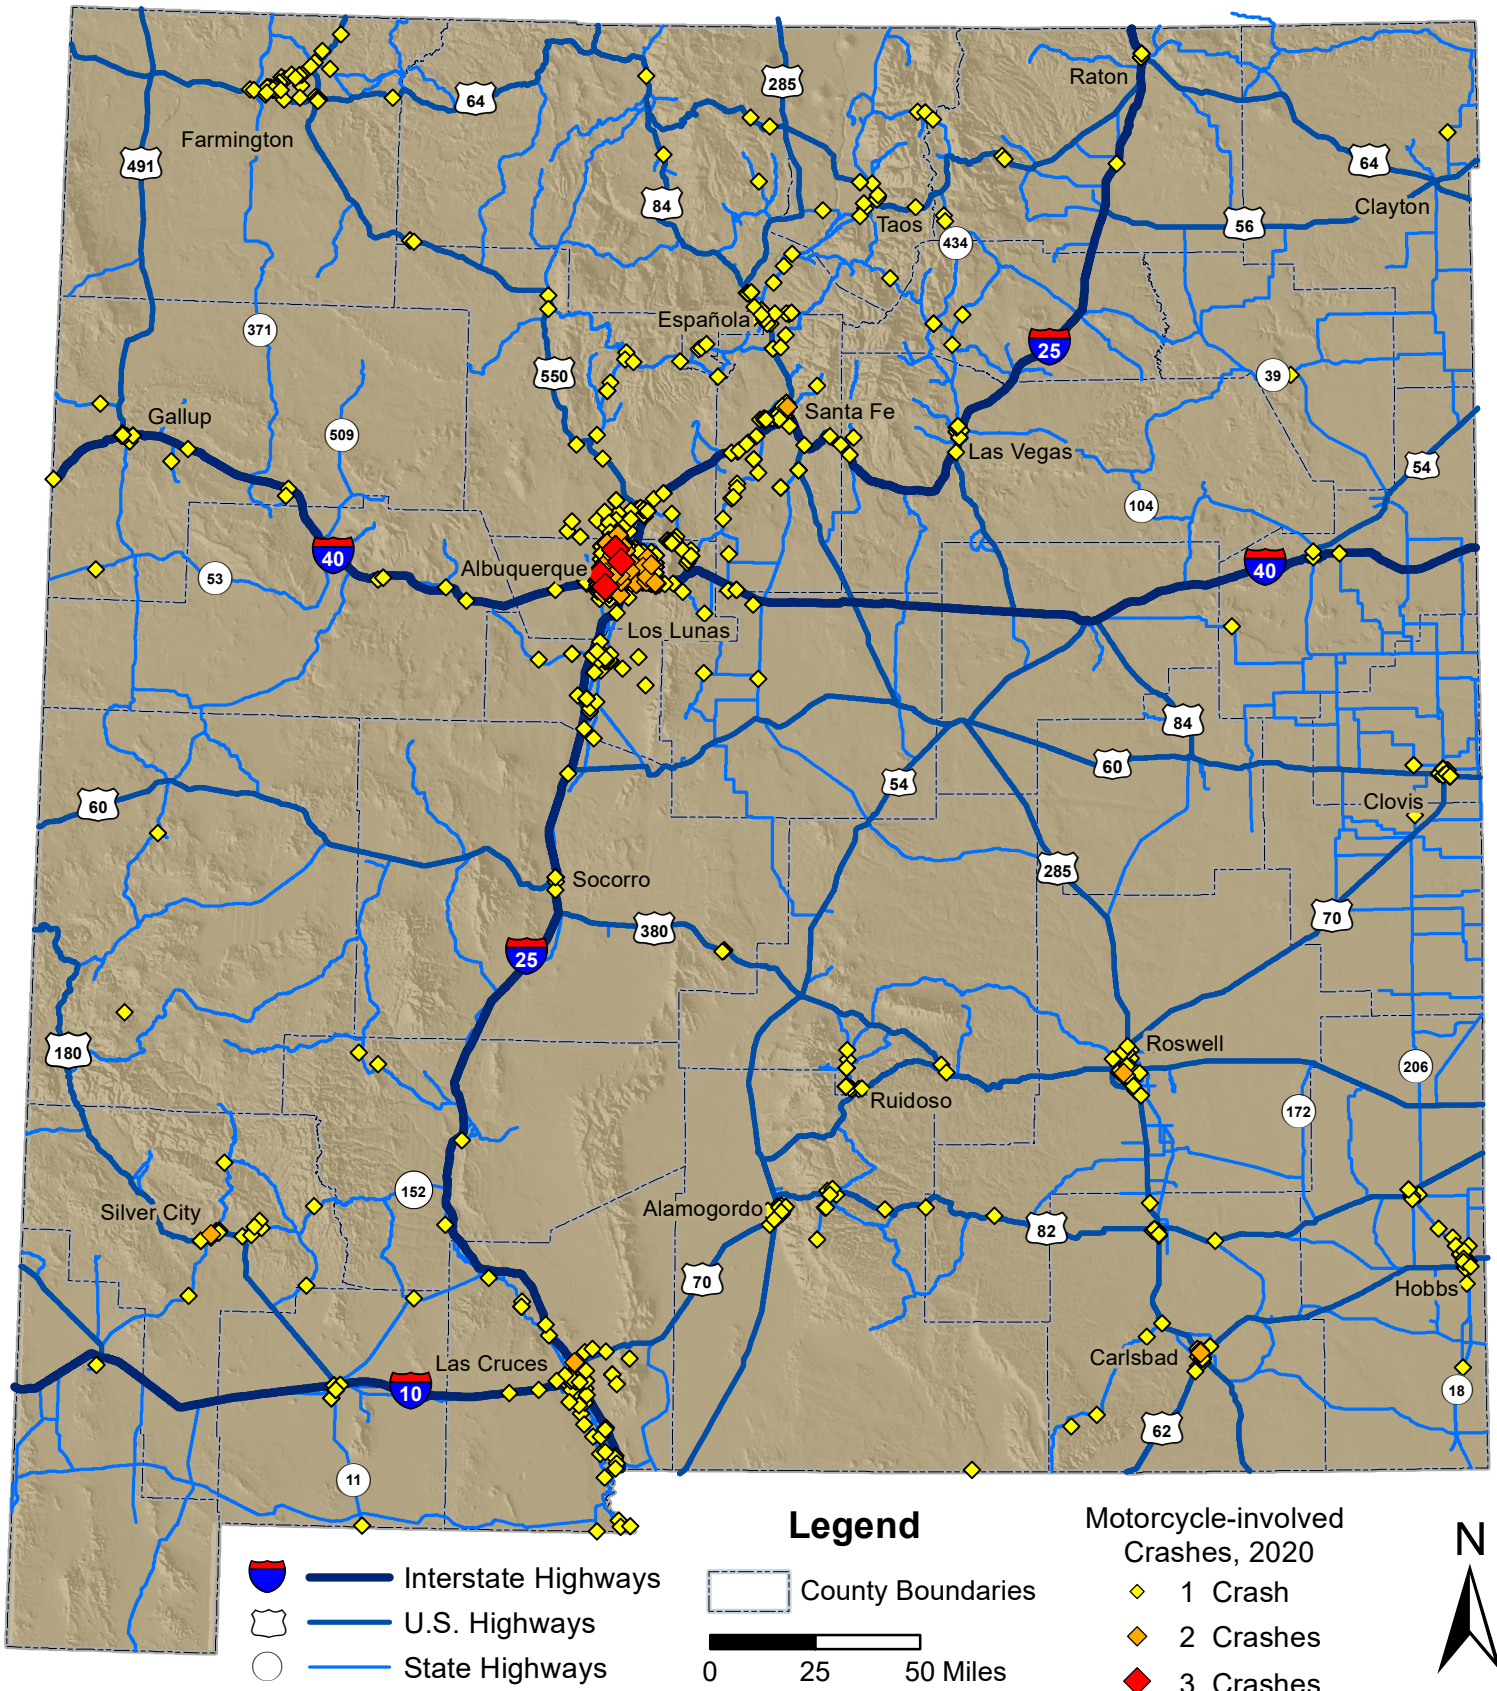 Raton
285
64
Farmington
491
64
84
Clayton
56
Taos
434
371
Española
25
550
39
Gallup
Santa Fe
509
Las Vegas
54
104
40
Albuquerque
40
53
Los Lunas
84
60
54
60
Clovis
285
Socorro
70
380
25
Roswell
180
206
Ruidoso
172
152
Silver City
Alamogordo
82
70
Hobbs
Las Cruces
Carlsbad
10
18
62
11
Legend
Interstate Highways
U.S. Highways
State Highways
County Boundaries
0 25 50 Miles
Motorcycle-involved
Crashes, 2020
1 Crash
2 Crashes
3 Crashes
N